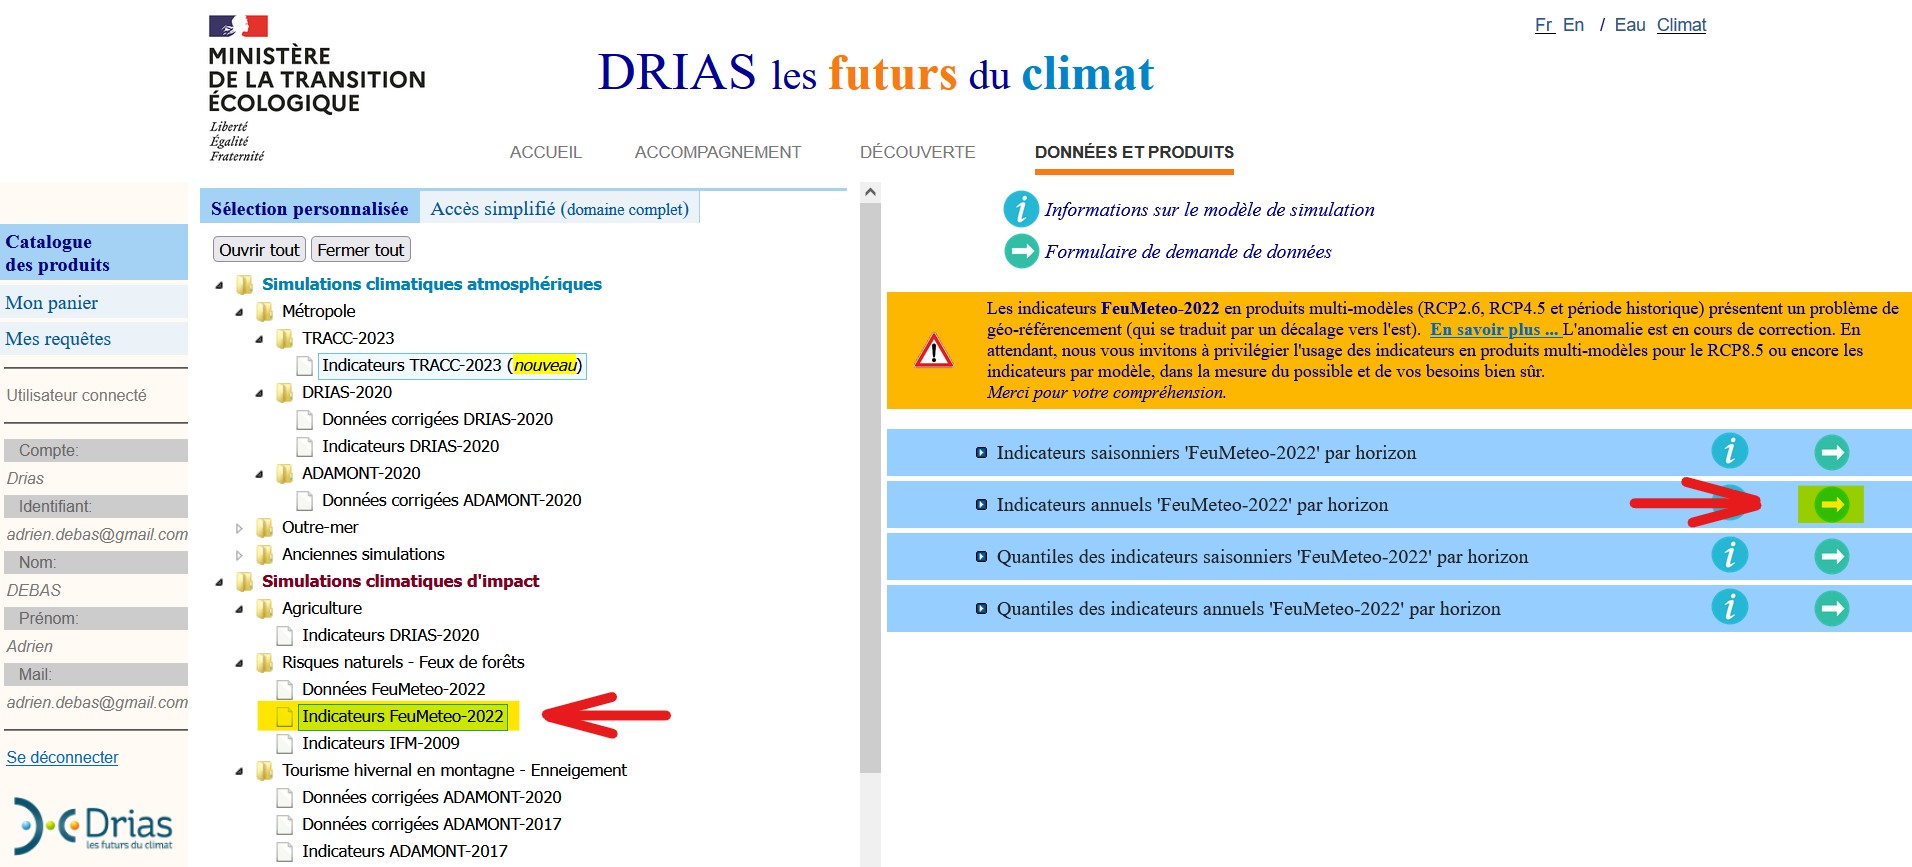 MINISTÈRE
DE LA TRANSITION
ÉCOLOGIQUE
Liberté
Égalité
Fraternité
DRIAS les futurs du climat
Fr En / Eau Climat
ACCUEIL ACCOMPAGNEMENT DÉCOUVERTE DONNÉES ET PRODUITS
Catalogue
des produits
Mon panier
Mes requêtes
Utilisateur connecté
Compte:
Drias
Identifiant:
adrien.debas@gmail.com
Nom:
DEBAS
Prénom:
Adrien
Mail:
adrien.debas@gmail.com
Se déconnecter
Drias
les futurs du climat
Sélection personnalisée Accès simplifié (domaine complet)
Ouvrir tout Fermer tout
Simulations climatiques atmosphériques
Métropole
TRACC-2023
Indicateurs TRACC-2023 (nouveau)
DRIAS-2020
Données corrigées DRIAS-2020
Indicateurs DRIAS-2020
ADAMONT-2020
Données corrigées ADAMONT-2020
Outre-mer
Anciennes simulations
Simulations climatiques d'impact
Agriculture
Indicateurs DRIAS-2020
Risques naturels - Feux de forêts
Données FeuMeteo-2022
Indicateurs FeuMeteo-2022
Indicateurs IFM-2009
Tourisme hivernal en montagne - Enneigement
Données corrigées ADAMONT-2020
Données corrigées ADAMONT-2017
Indicateurs ADAMONT-2017
i Informations sur le modèle de simulation
Formulaire de demande de données
Les indicateurs FeuMeteo-2022 en produits multi-modèles (RCP2.6, RCP4.5 et période historique) présentent un problème de
géo-référencement (qui se traduit par un décalage vers l'est). En savoir plus ... L'anomalie est en cours de correction. En
attendant, nous vous invitons à privilégier l'usage des indicateurs en produits multi-modèles pour le RCP8.5 ou encore les
indicateurs par modèle, dans la mesure du possible et de vos besoins bien sûr.
Merci pour votre compréhension.
Indicateurs saisonniers 'FeuMeteo-2022' par horizon i
Indicateurs annuels 'FeuMeteo-2022' par horizon
Quantiles des indicateurs saisonniers 'FeuMeteo-2022' par horizon i
Quantiles des indicateurs annuels 'FeuMeteo-2022' par horizon i